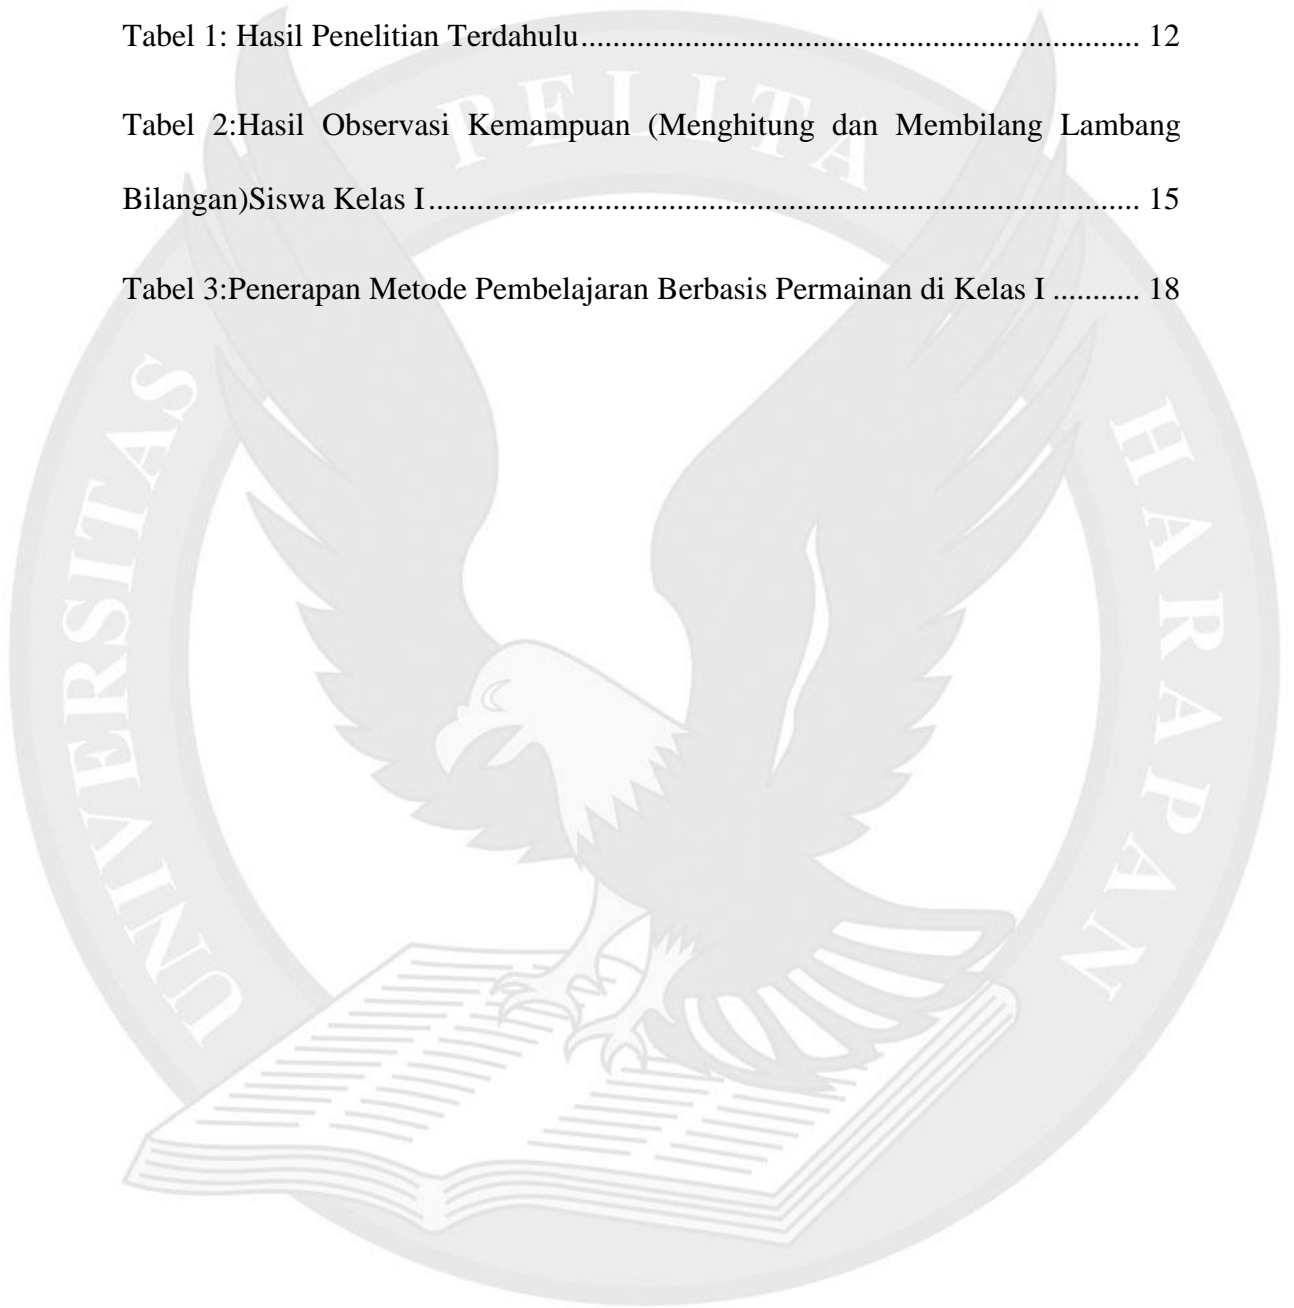 Tabel 1: Hasil Penelitian Terdahulu...................................................................... 12
Tabel 2:Hasil Observasi Kemampuan (Menghitung dan Membilang Lambang
Bilangan)Siswa Kelas I......................................................................................... 15
Tabel 3:Penerapan Metode Pembelajaran Berbasis Permainan di Kelas I ........... 18
UNIVERSITAS
PELITA
HARAPAN